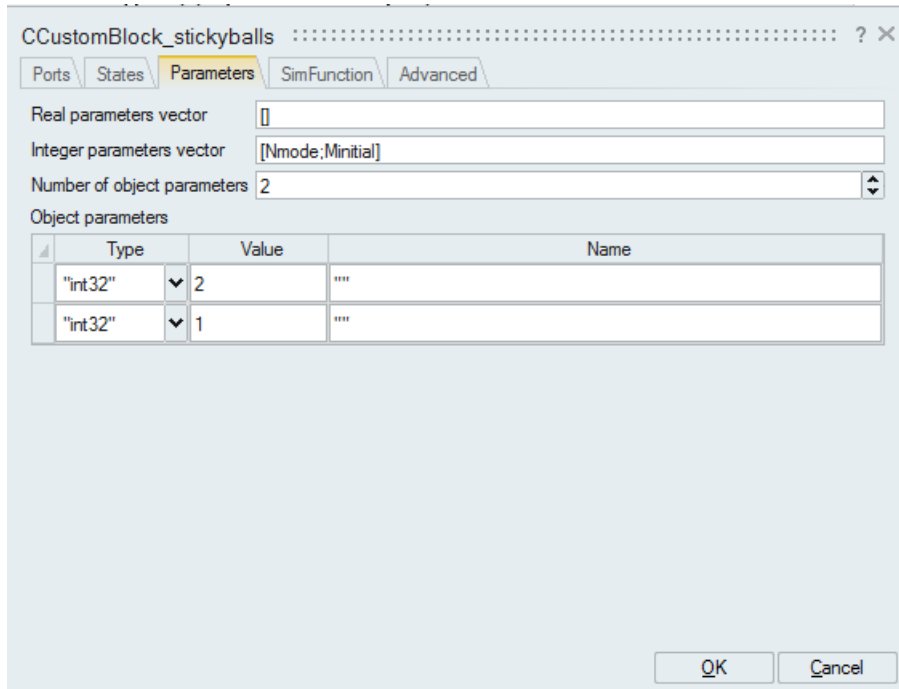 CCustomBlock_stickyballs ? ✕
Ports States Parameters SimFunction Advanced
Real parameters vector []
Integer parameters vector [Nmode;Minitial]
Number of object parameters 2
Object parameters
Type Value Name
"int32" 2 ""
"int32" 1 ""
OK Cancel